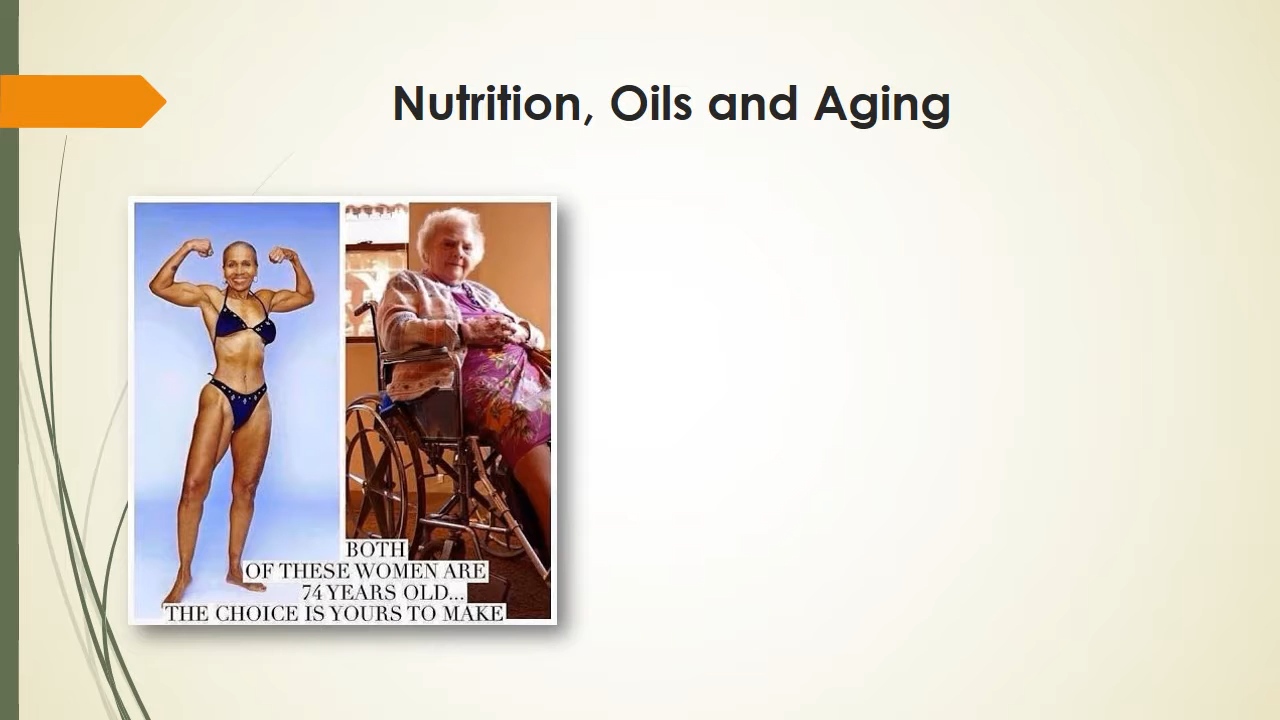 Nutrition, Oils and Aging
BOTH
OF THESE WOMEN ARE
74 YEARS OLD...
THE CHOICE IS YOURS TO MAKE